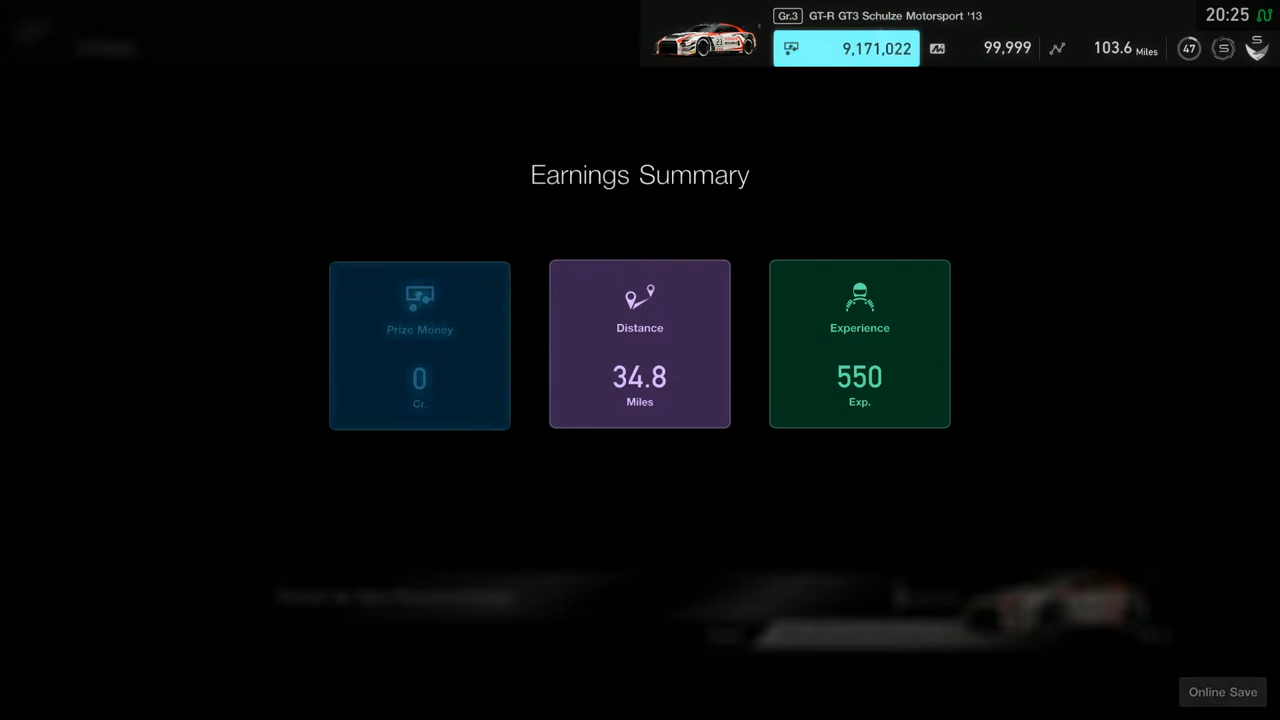 Gr.3 GT-R GT3 Schulze Motorsport '13
20:25
9,171,022
99,999
103.6 Miles
47
S
S
Earnings Summary
Prize Money
0
Cr.
Distance
34.8
Miles
Experience
550
Exp.
Online Save